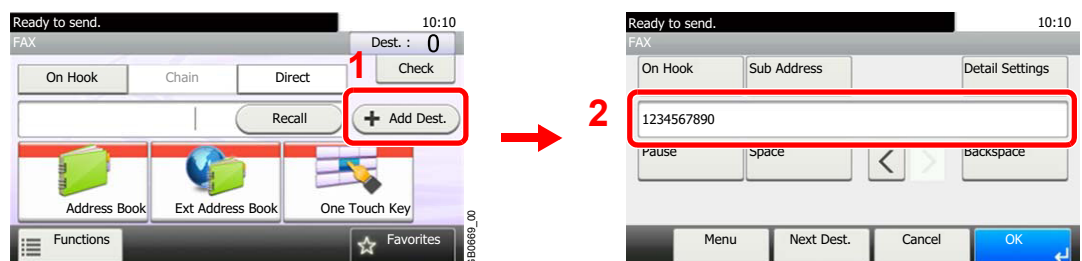 Ready to send. 10:10
FAX Dest. : 0
1
On Hook Chain Direct Check
Recall + Add Dest.
Address Book Ext Address Book One Touch Key
Functions Favorites
2
Ready to send. 10:10
FAX
On Hook Sub Address Detail Settings
1234567890
Pause Space < > Backspace
Menu Next Dest. Cancel OK